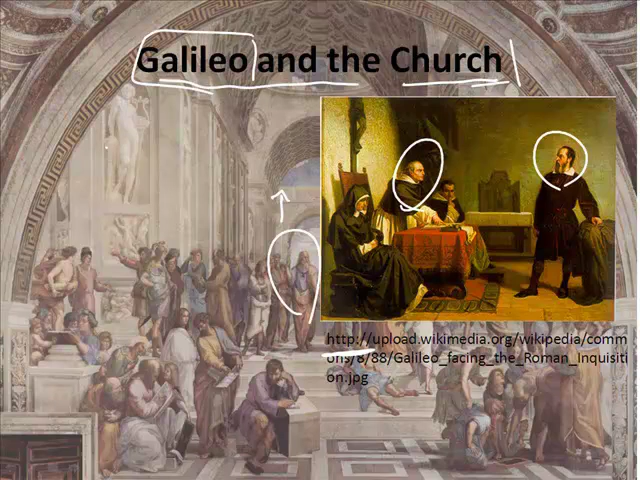 Galileo and the Church
http://upload.wikimedia.org/wikipedia/comm
ons/8/88/Galileo_facing_the_Roman_Inquisiti
on.jpg